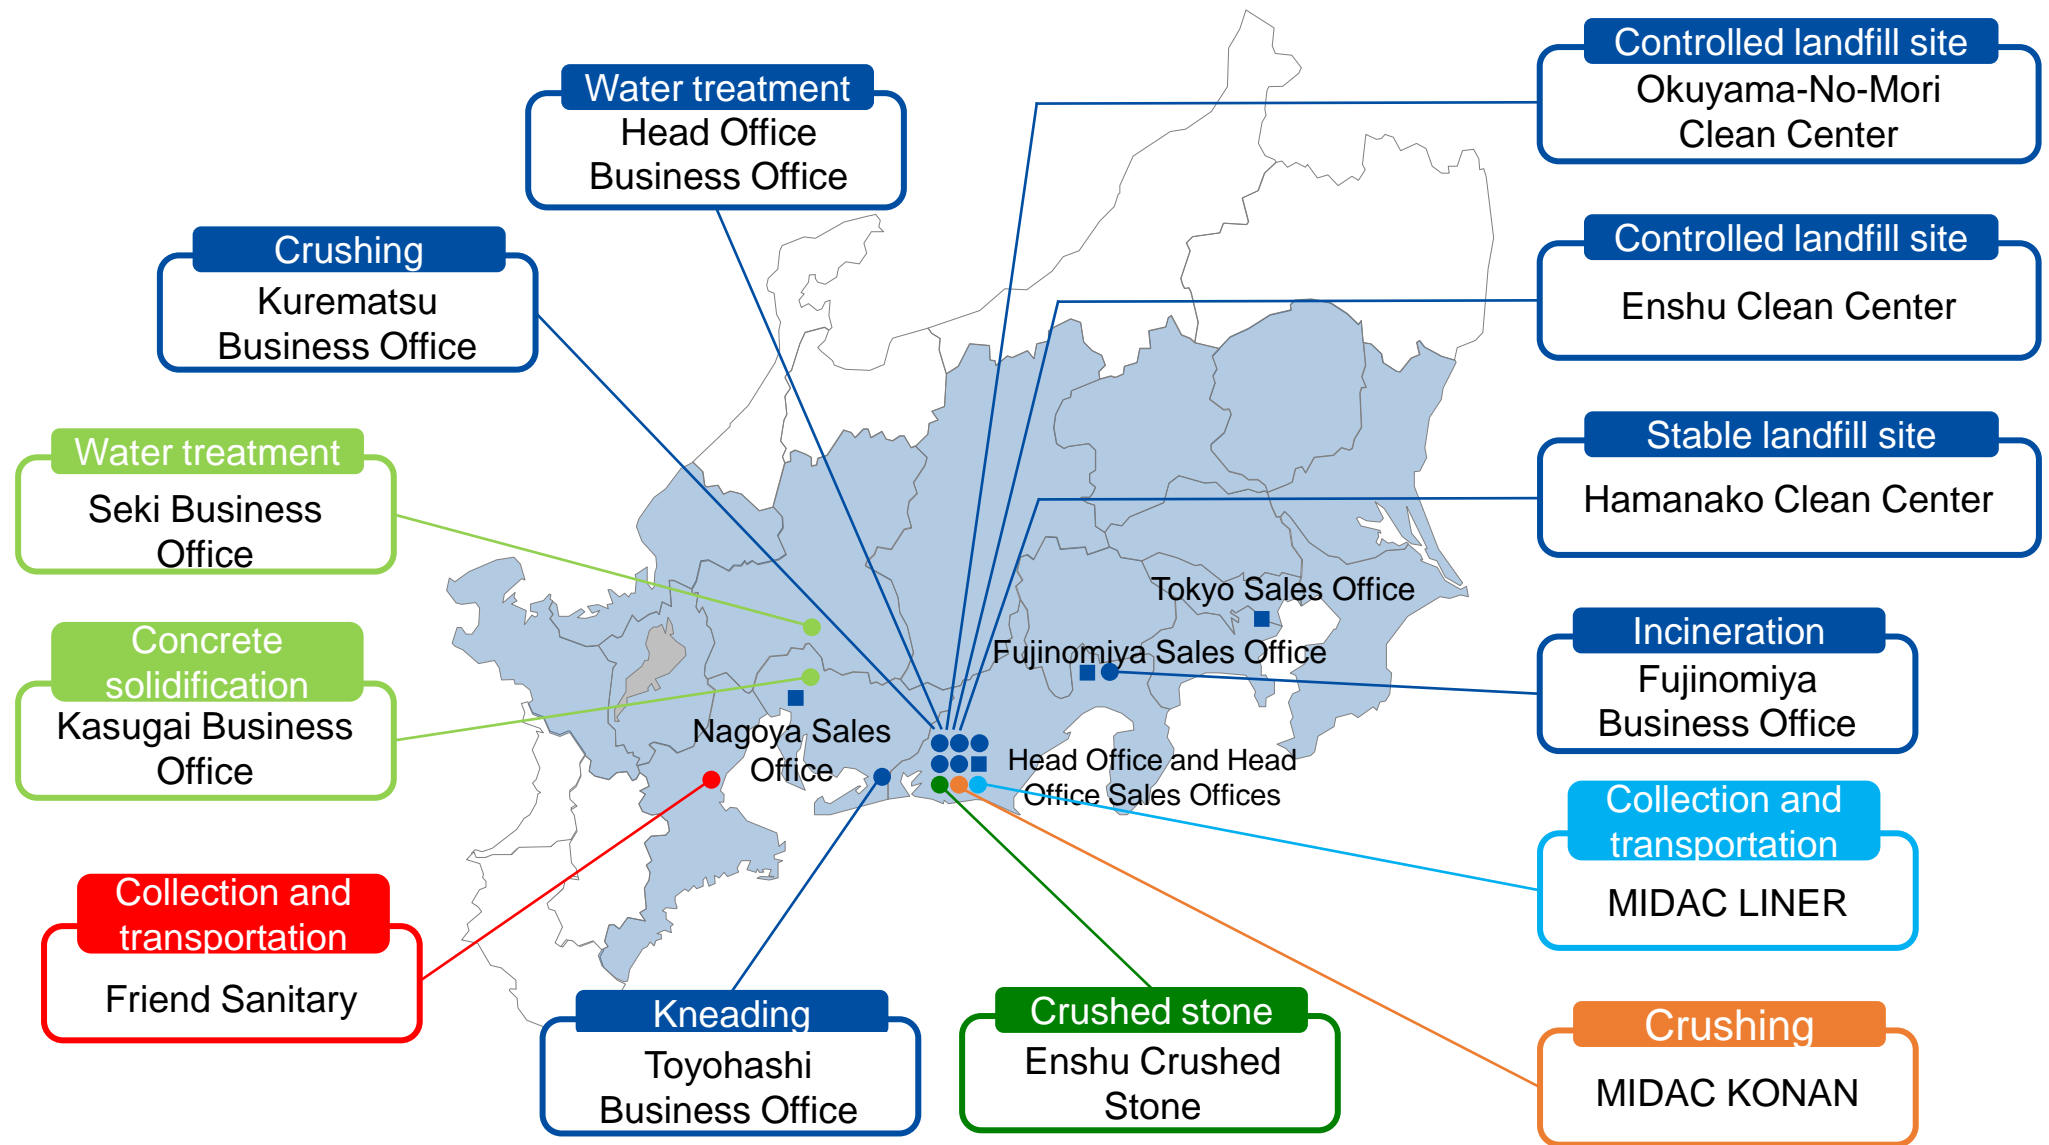 Water treatment
Head Office
Business Office
Crushing
Kurematsu
Business Office
Water treatment
Seki Business
Office
Concrete
solidification
Kasugai Business
Office
Collection and
transportation
Friend Sanitary
Kneading
Toyohashi
Business Office
Crushed stone
Enshu Crushed
Stone
Nagoya Sales
Office
Tokyo Sales Office
Fujinomiya Sales Office
Head Office and Head
Office Sales Offices
Controlled landfill site
Okuyama-No-Mori
Clean Center
Controlled landfill site
Enshu Clean Center
Stable landfill site
Hamanako Clean Center
Incineration
Fujinomiya
Business Office
Collection and
transportation
MIDAC LINER
Crushing
MIDAC KONAN